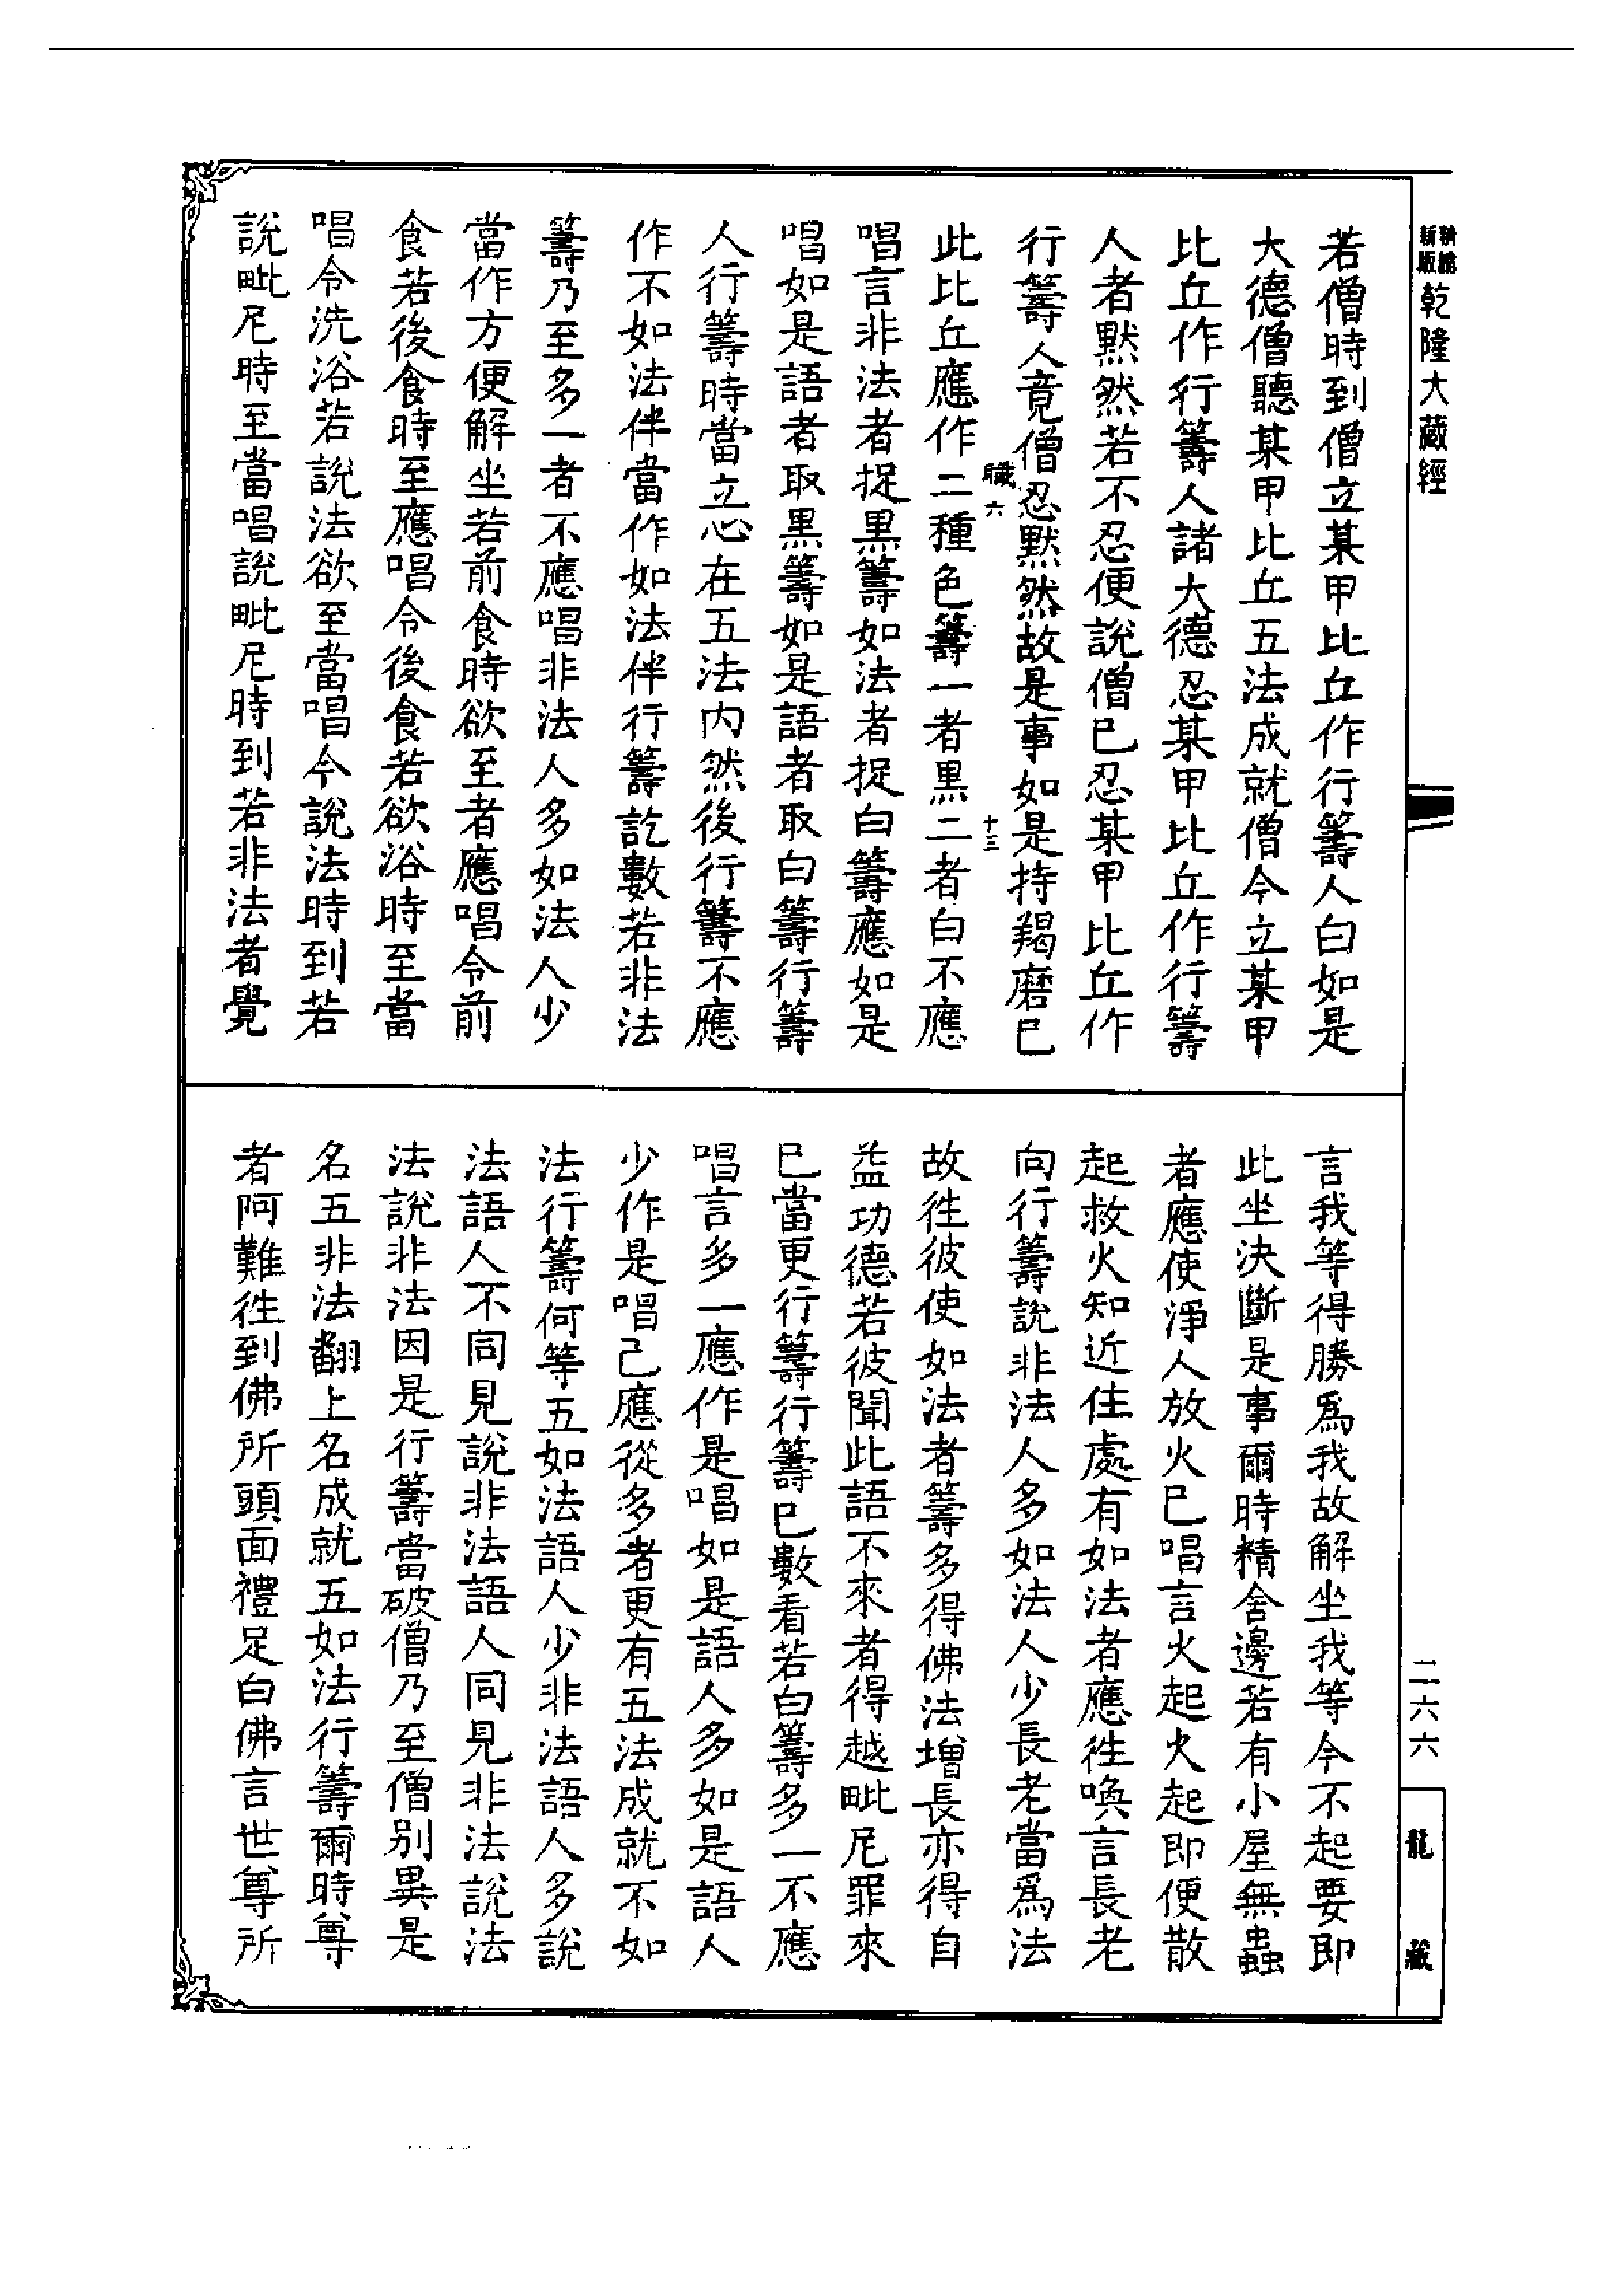 新版
精鐫
乾隆大藏經
若僧時到僧立某甲比丘作行籌人白如是
大德僧聽某甲比丘五法成就僧今立某甲
比丘作行籌人諸大德忍某甲比丘作行籌
人者默然若不忍便說僧已忍某甲比丘作
行籌人竟僧忍默然故是事如是持羯磨已
職六
十三
此比丘應作二種色籌一者黑二者白不應
唱言非法者捉黑籌如法者捉白籌應如是
唱如是語者取黑籌如是語者取白籌行籌
人行籌時當立心在五法內然後行籌不應
作不如法伴當作如法伴行籌訖數若非法
籌乃至多一者不應唱非法人多如法人少
當作方便解坐若前食時欲至者應唱令前
食若後食時至應唱令後食若欲浴時至當
唱令洗浴若說法欲至當唱令說法時到若
說毗尼時至當唱說毗尼時到若非法者覺
言我等得勝為我故解坐我等今不起要即
此坐決斷是事爾時精舍邊若有小屋無蟲
者應使淨人放火已唱言火起火起即便散
起救火知近住處有如法者應往喚言長老
向行籌說非法人多如法人少長老當為法
故往彼使如法者籌多得佛法增長亦得自
益功德若彼聞此語不來者得越毗尼罪來
已當更行籌行籌已數看若白籌多一不應
唱言多一應作是唱如是語人多如是語人
少作是唱已應從多者更有五法成就不如
法行籌何等五如法語人少非法語人多說
法語人不同見說非法語人同見非法說法
法說非法因是行籌當破僧乃至僧別異是
名五非法翻上名成就五如法行籌爾時尊
者阿難往到佛所頭面禮足白佛言世尊所
二六六
龍藏